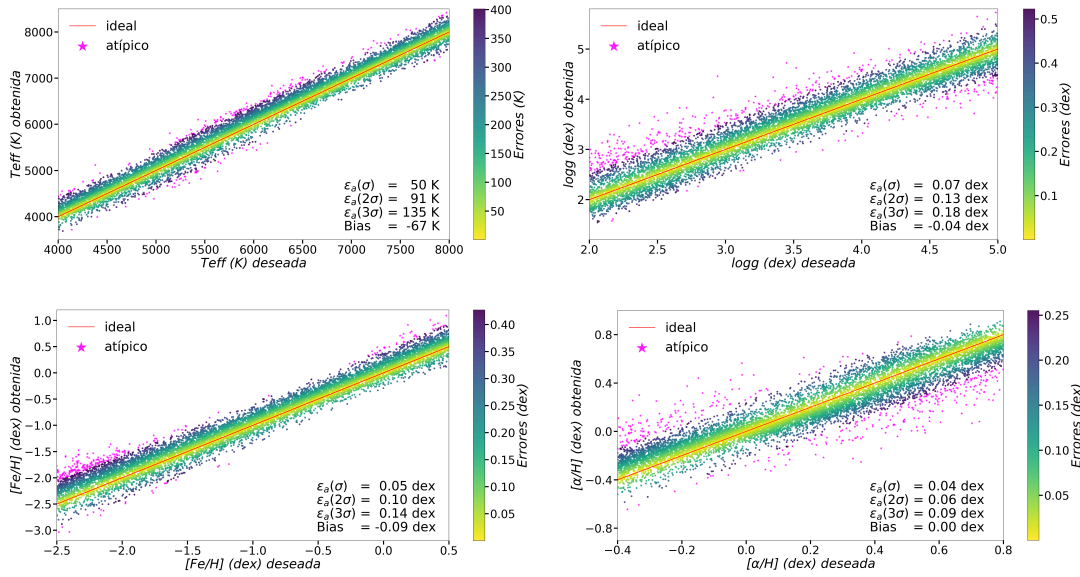 ideal
atípico
8000
7000
6000
5000
4000
Teff (K) obtenida
εₐ(σ) = 50 K
εₐ(2σ) = 91 K
εₐ(3σ) = 135 K
Bias = -67 K
4000 4500 5000 5500 6000 6500 7000 7500 8000
Teff (K) deseada
400
350
300
250
200
150
100
50
Errores (K)
ideal
atípico
5
4
3
2
logg (dex) obtenida
εₐ(σ) = 0.07 dex
εₐ(2σ) = 0.13 dex
εₐ(3σ) = 0.18 dex
Bias = -0.04 dex
2.0 2.5 3.0 3.5 4.0 4.5 5.0
logg (dex) deseada
0.5
0.4
0.3
0.2
0.1
Errores (dex)
ideal
atípico
1.0
0.5
0.0
−0.5
−1.0
−1.5
−2.0
−2.5
−3.0
[Fe/H] (dex) obtenida
εₐ(σ) = 0.05 dex
εₐ(2σ) = 0.10 dex
εₐ(3σ) = 0.14 dex
Bias = -0.09 dex
−2.5 −2.0 −1.5 −1.0 −0.5 0.0 0.5
[Fe/H] (dex) deseada
0.40
0.35
0.30
0.25
0.20
0.15
0.10
0.05
Errores (dex)
ideal
atípico
0.8
0.4
0.0
−0.4
−0.8
[α/H] (dex) obtenida
εₐ(σ) = 0.04 dex
εₐ(2σ) = 0.06 dex
εₐ(3σ) = 0.09 dex
Bias = 0.00 dex
−0.4 −0.2 0.0 0.2 0.4 0.6 0.8
[α/H] (dex) deseada
0.25
0.20
0.15
0.10
0.05
Errores (dex)